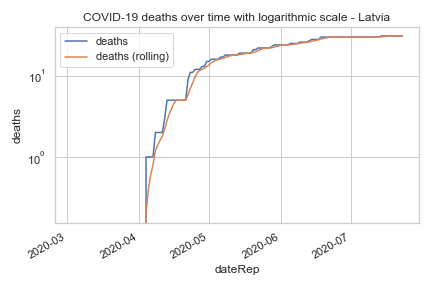 COVID-19 deaths over time with logarithmic scale - Latvia
deaths
deaths (rolling)
10¹
10⁰
deaths
2020-03
2020-04
2020-05
2020-06
2020-07
dateRep